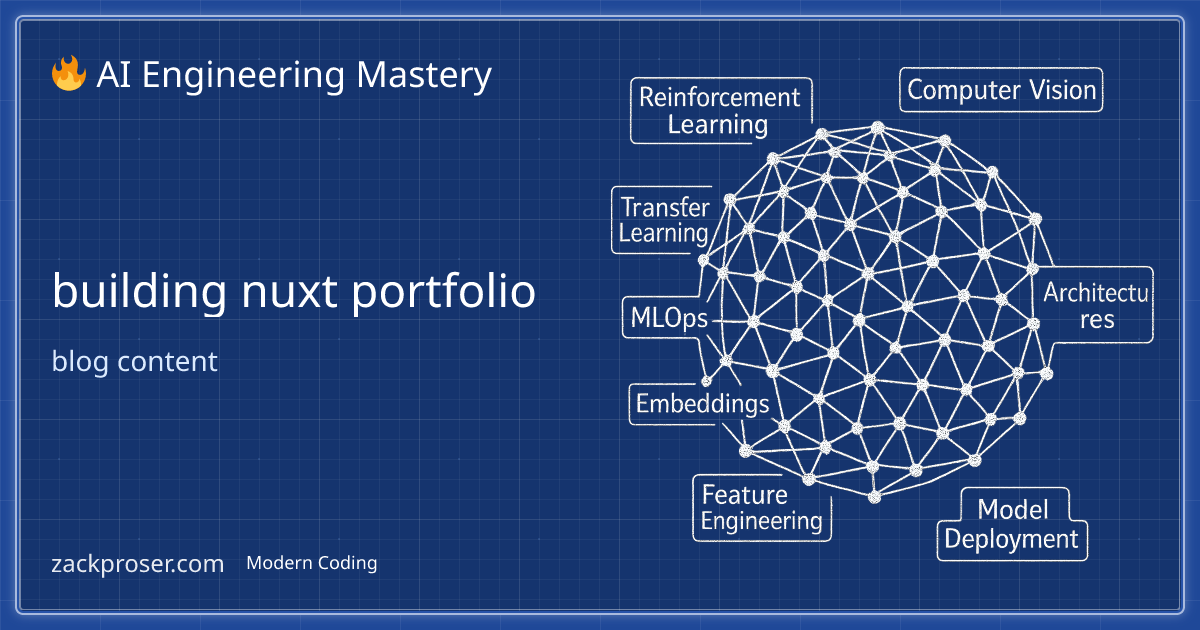 🔥 AI Engineering Mastery
building nuxt portfolio
blog content
zackproser.com
Modern Coding
Reinforcement
Learning
Computer Vision
Transfer
Learning
MLOps
Architectu
res
Embeddings
Feature
Engineering
Model
Deployment